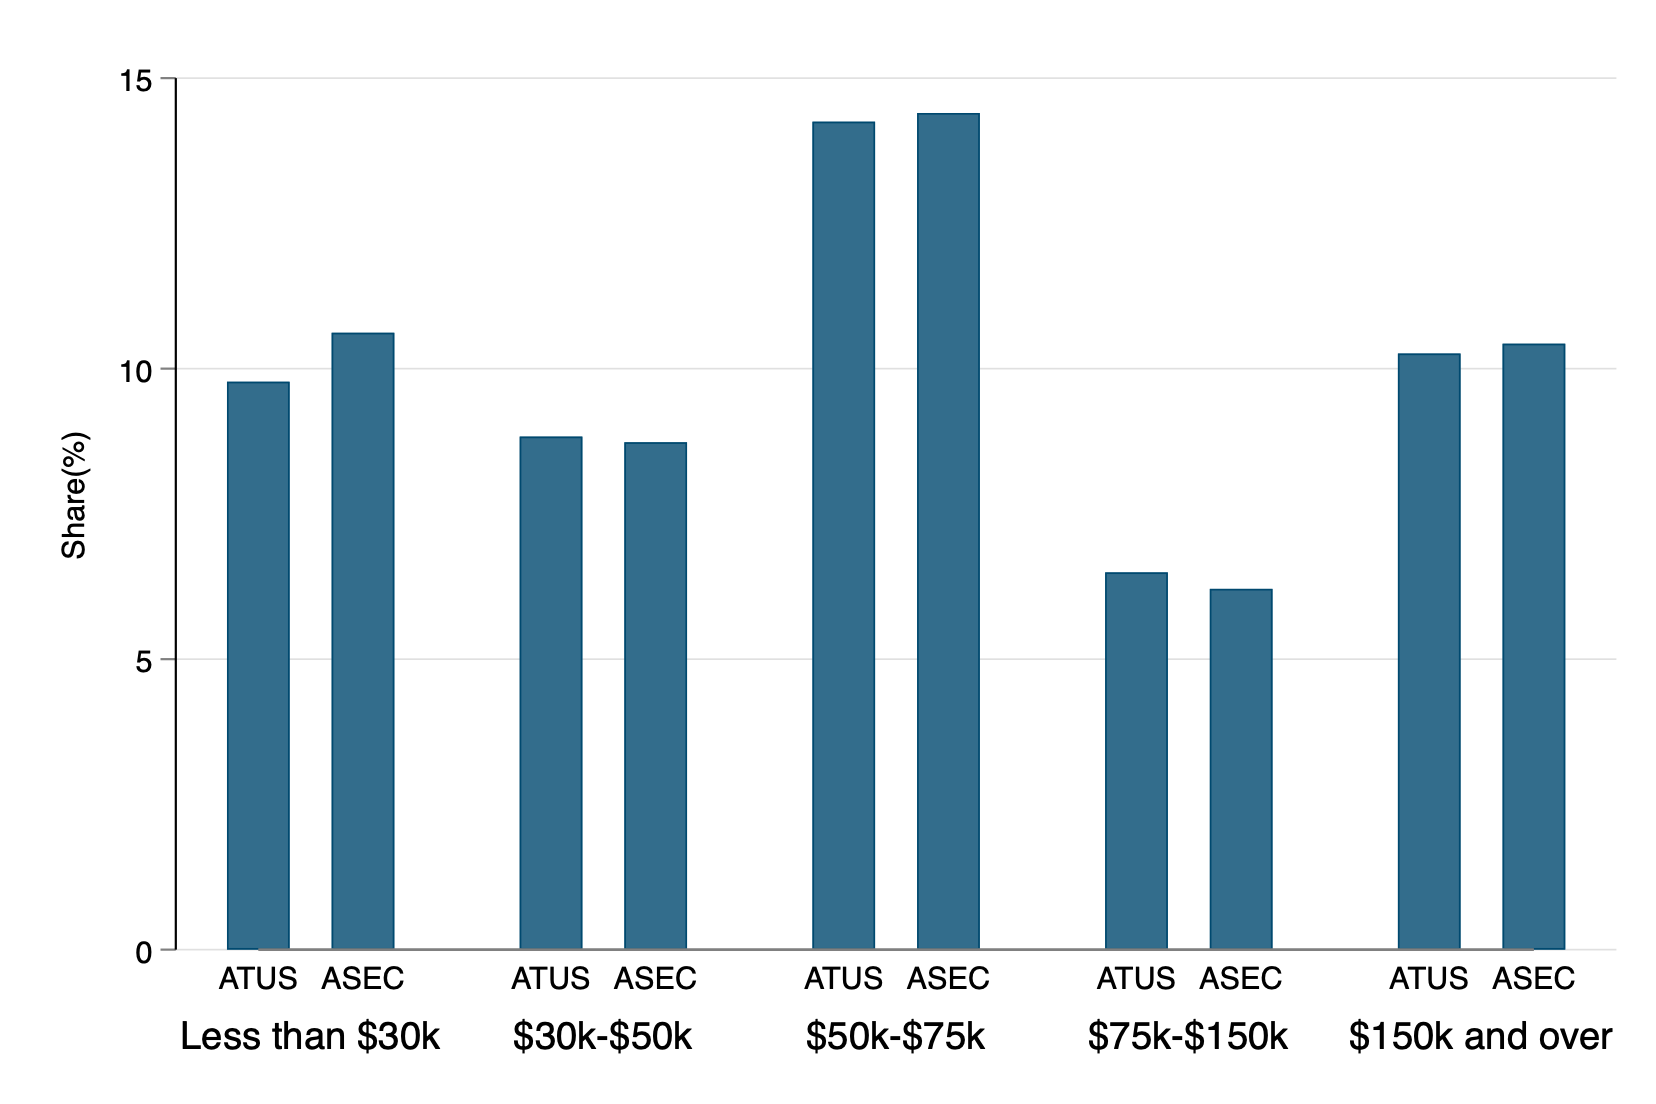 15
10
5
0
Share(%)
ATUS ASEC ATUS ASEC ATUS ASEC ATUS ASEC ATUS ASEC
Less than $30k $30k-$50k $50k-$75k $75k-$150k $150k and over